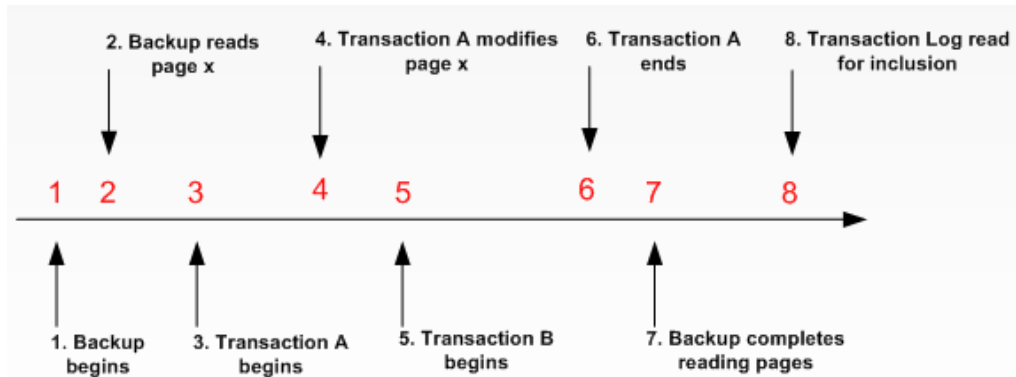 2. Backup reads
page x
4. Transaction A modifies
page x
6. Transaction A
ends
8. Transaction Log read
for inclusion
1 2 3 4 5 6 7 8
1. Backup
begins
3. Transaction A
begins
5. Transaction B
begins
7. Backup completes
reading pages